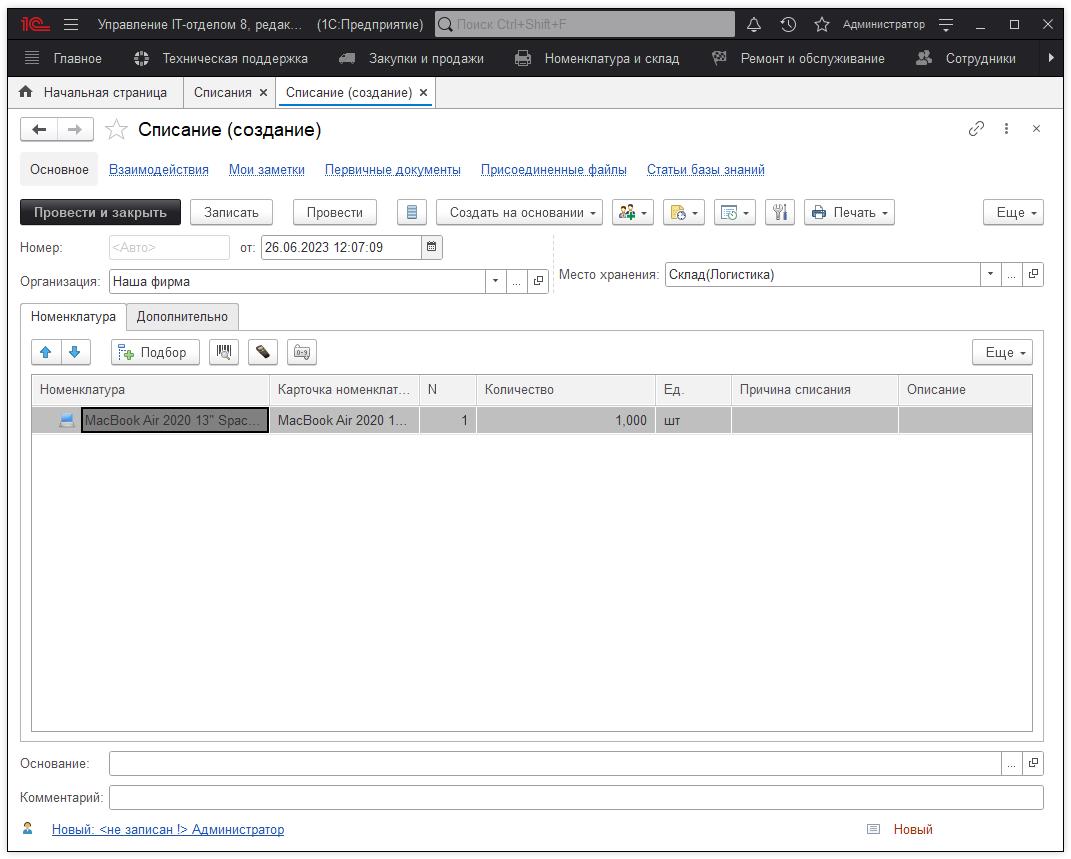 1С Управление IT-отделом 8, редак... (1С:Предприятие) Поиск Ctrl+Shift+F Администратор
Главное Техническая поддержка Закупки и продажи Номенклатура и склад Ремонт и обслуживание Сотрудники
Начальная страница Списания × Списание (создание) ×
Списание (создание)
Основное Взаимодействия Мои заметки Первичные документы Присоединенные файлы Статьи базы знаний
Провести и закрыть Записать Провести Создать на основании Печать Еще
Номер: <Авто> от: 26.06.2023 12:07:09
Организация: Наша фирма ... Место хранения: Склад(Логистика) ...
Номенклатура Дополнительно
Подбор Еще
Номенклатура Карточка номенклат... N Количество Ед. Причина списания Описание
MacBook Air 2020 13" Spac... MacBook Air 2020 1... 1 1,000 шт
Основание: ...
Комментарий:
Новый: <не записан !> Администратор Новый